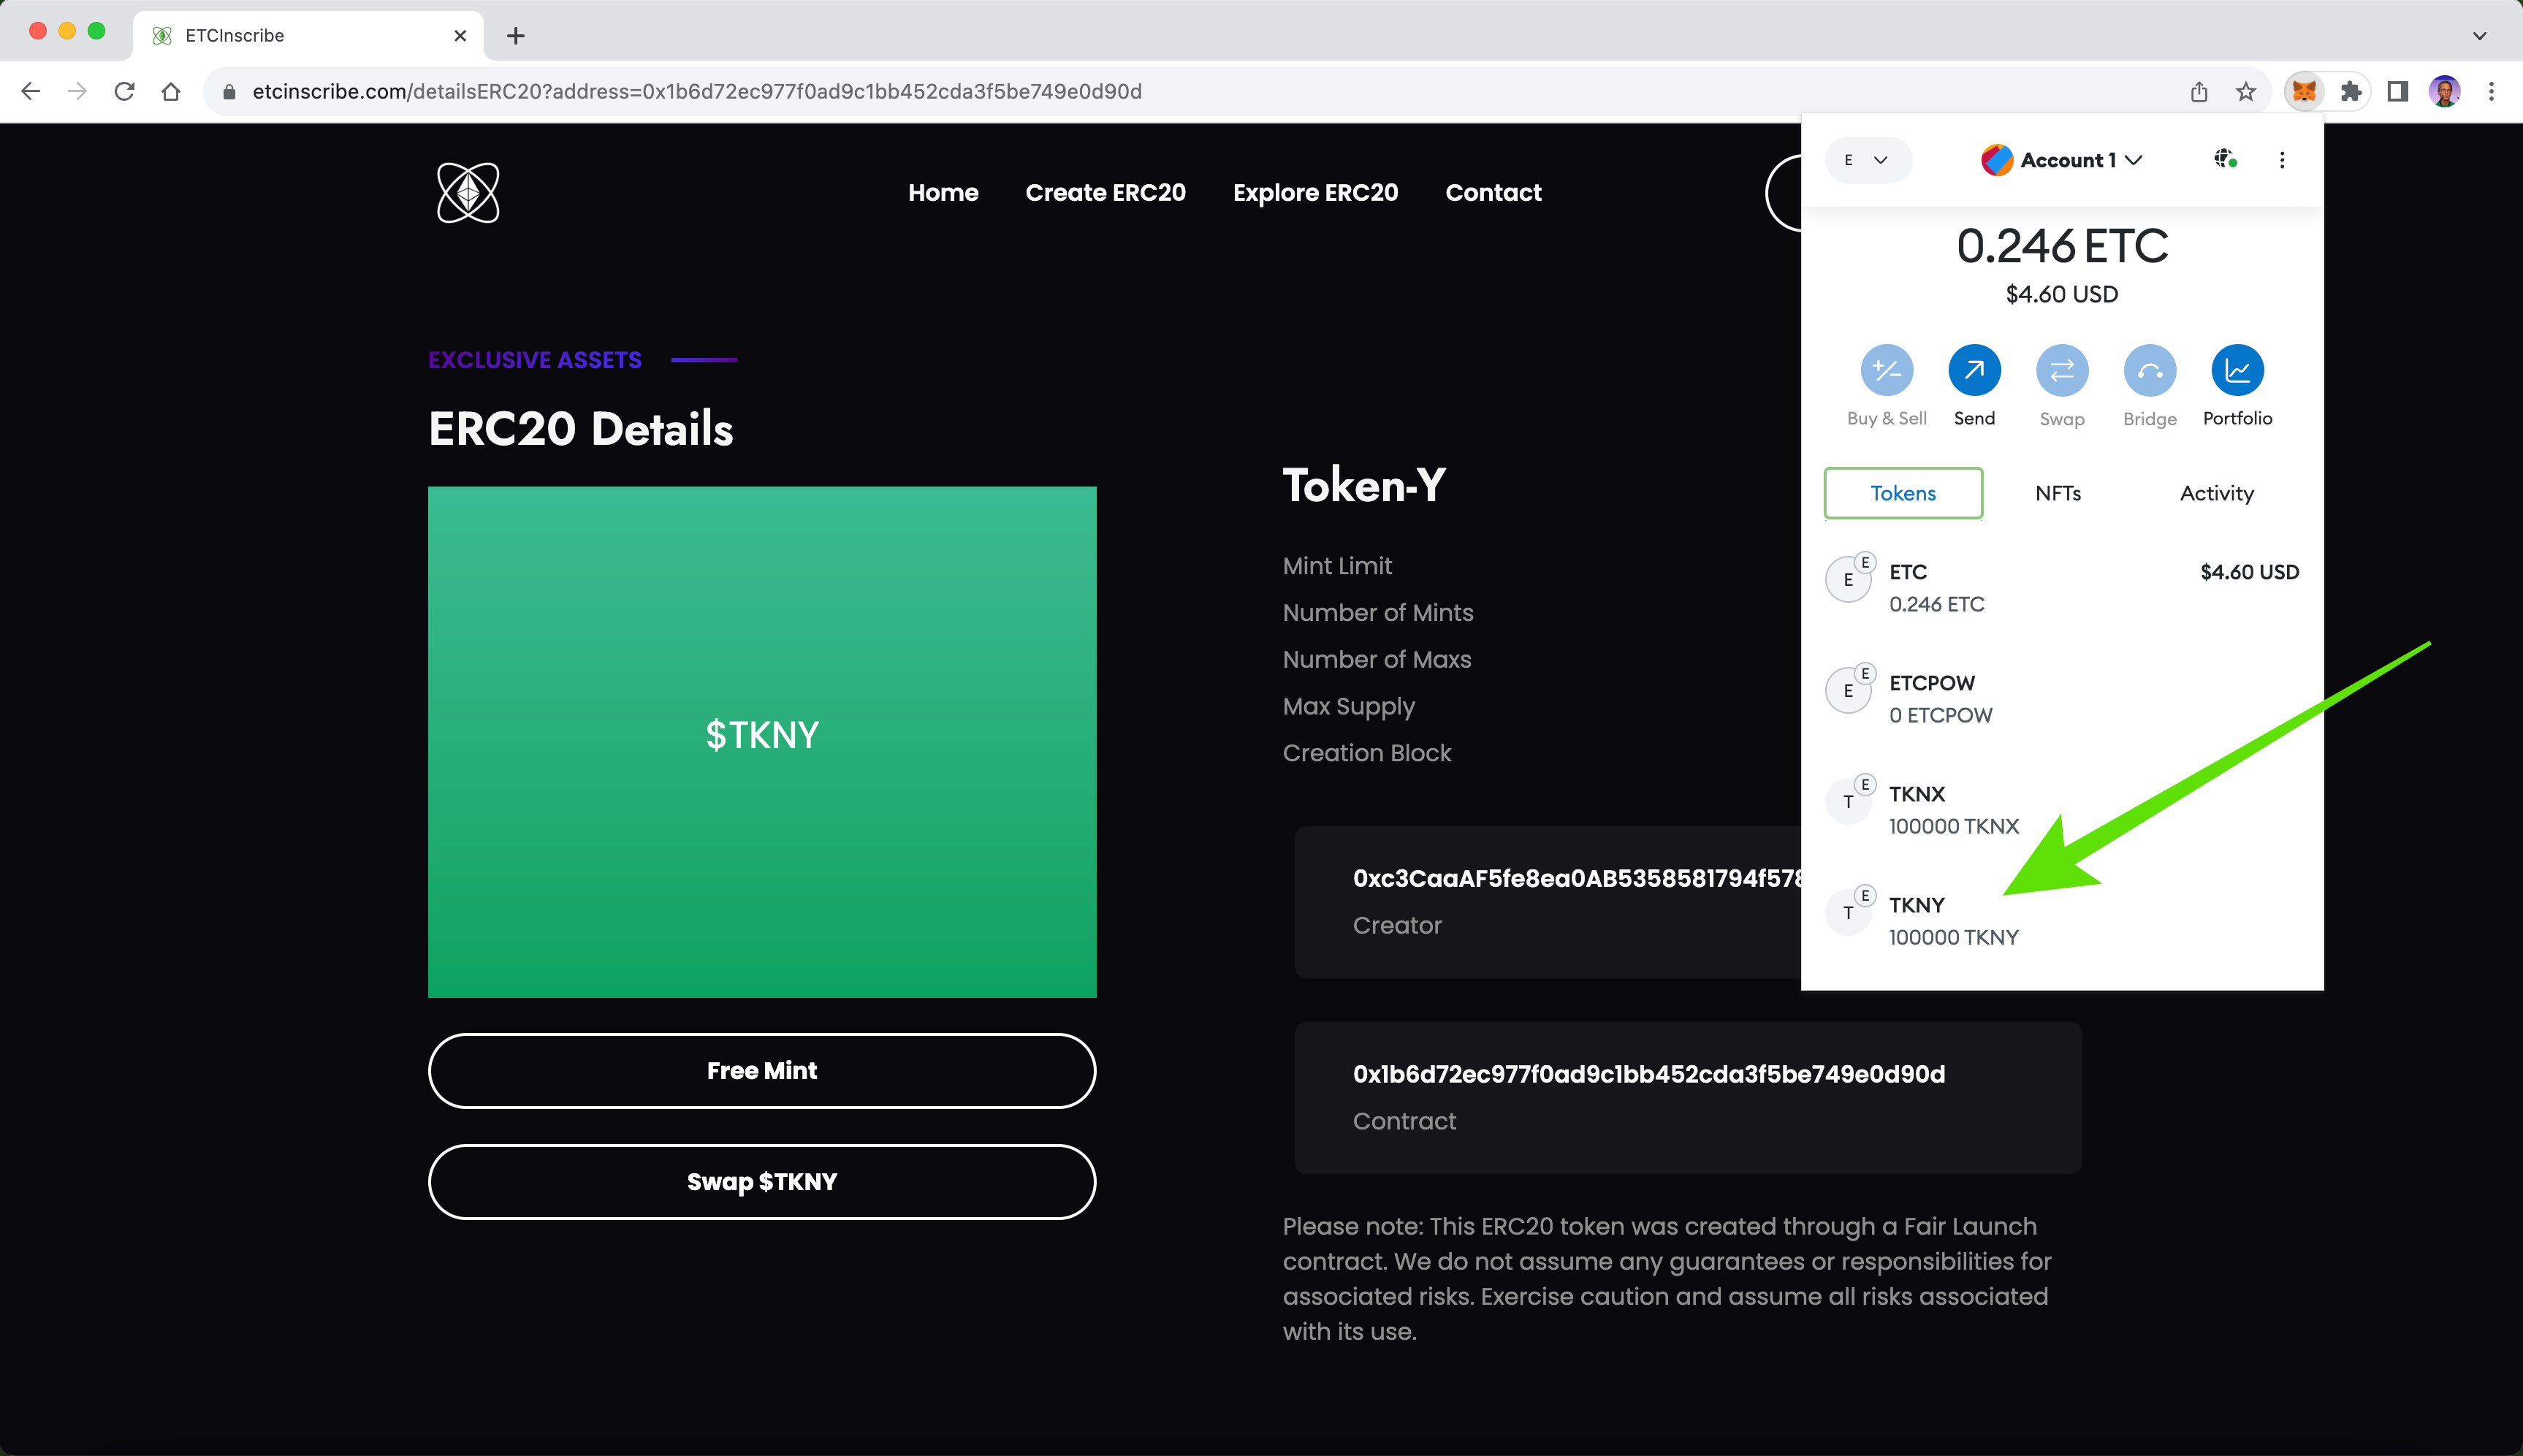 ETCInscribe
etcinscribe.com/detailsERC20?address=0x1b6d72ec977f0ad9c1bb452cda3f5be749e0d90d
Home
Create ERC20
Explore ERC20
Contact
EXCLUSIVE ASSETS
ERC20 Details
$TKNY
Free Mint
Swap $TKNY
Token-Y
Mint Limit
Number of Mints
Number of Maxs
Max Supply
Creation Block
0xc3CaaAF5fe8ea0AB5358581794f578
Creator
0x1b6d72ec977f0ad9c1bb452cda3f5be749e0d90d
Contract
Please note: This ERC20 token was created through a Fair Launch
contract. We do not assume any guarantees or responsibilities for
associated risks. Exercise caution and assume all risks associated
with its use.
E
Account 1
0.246 ETC
$4.60 USD
Buy & Sell
Send
Swap
Bridge
Portfolio
Tokens
NFTs
Activity
E
E
ETC
$4.60 USD
0.246 ETC
E
E
ETCPOW
0 ETCPOW
T
E
TKNX
100000 TKNX
T
E
TKNY
100000 TKNY